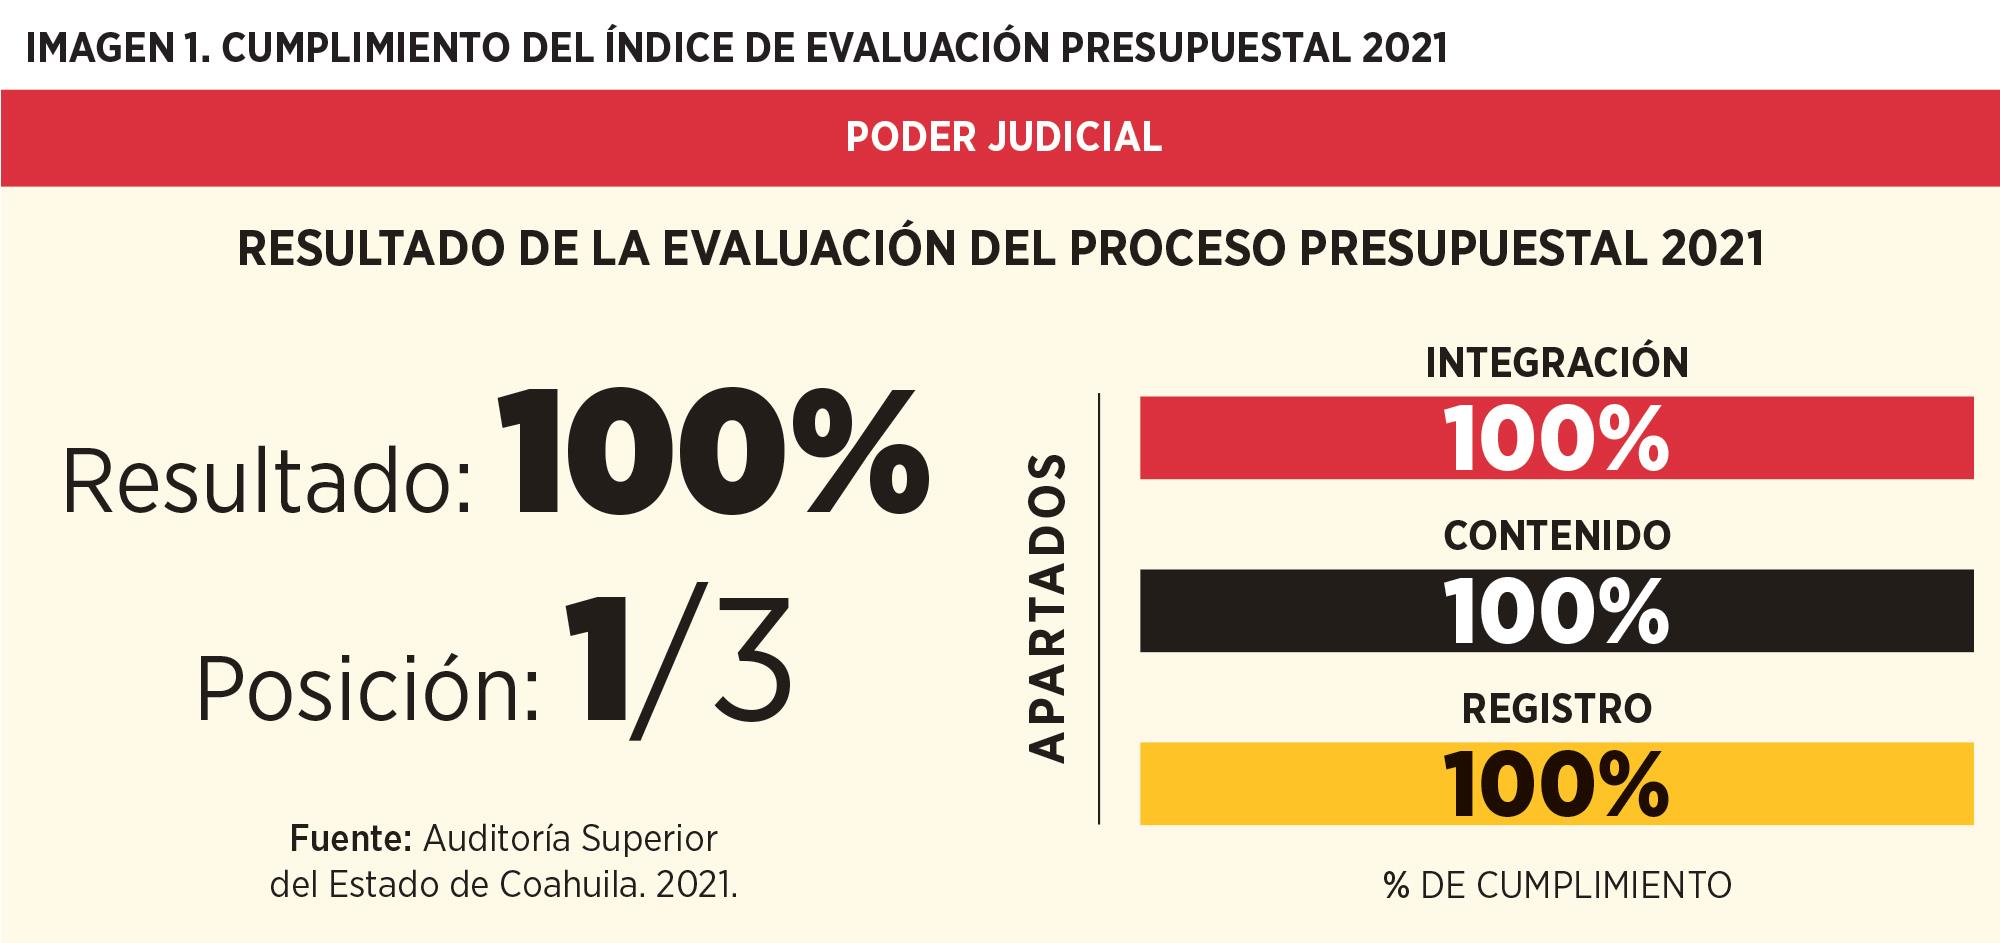 IMAGEN 1. CUMPLIMIENTO DEL ÍNDICE DE EVALUACIÓN PRESUPUESTAL 2021
PODER JUDICIAL
RESULTADO DE LA EVALUACIÓN DEL PROCESO PRESUPUESTAL 2021
Resultado: 100%
Posición: 1/3
Fuente: Auditoría Superior
del Estado de Coahuila. 2021.
APARTADOS
INTEGRACIÓN
100%
CONTENIDO
100%
REGISTRO
100%
% DE CUMPLIMIENTO